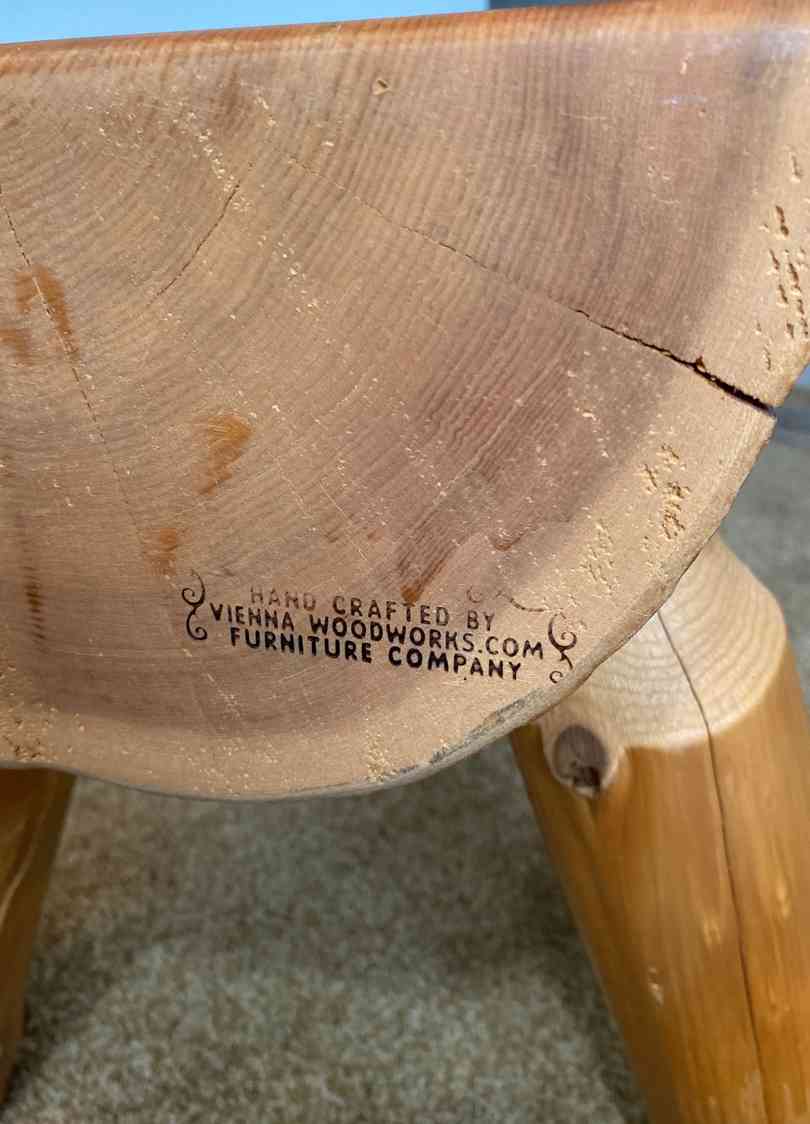 HAND CRAFTED BY
VIENNA WOODWORKS.COM
FURNITURE COMPANY